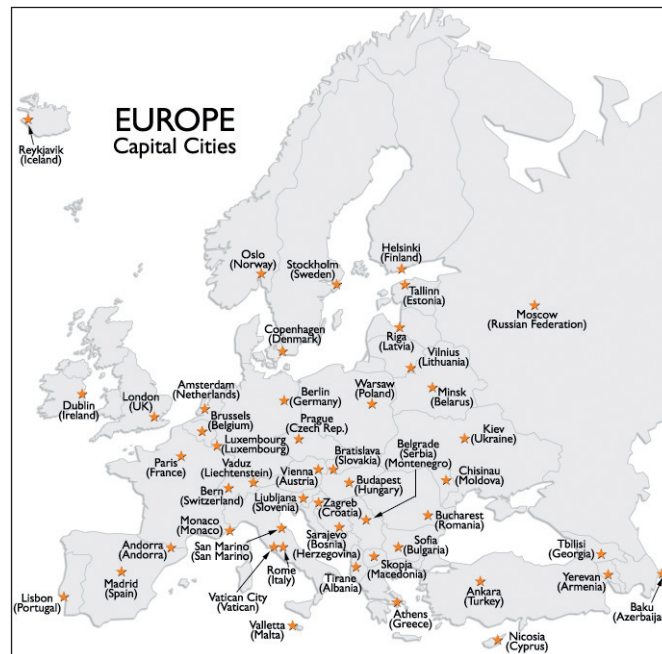 EUROPE
Capital Cities
Reykjavik
(Iceland)
Oslo
(Norway)
Stockholm
(Sweden)
Helsinki
(Finland)
Tallinn
(Estonia)
Moscow
(Russian Federation)
Copenhagen
(Denmark)
Riga
(Latvia)
Vilnius
(Lithuania)
Minsk
(Belarus)
Dublin
(Ireland)
London
(UK)
Amsterdam
(Netherlands)
Brussels
(Belgium)
Luxembourg
(Luxembourg)
Berlin
(Germany)
Warsaw
(Poland)
Prague
(Czech Rep.)
Kiev
(Ukraine)
Paris
(France)
Vaduz
(Liechtenstein)
Bern
(Switzerland)
Vienna
(Austria)
Bratislava
(Slovakia)
Budapest
(Hungary)
Belgrade
(Serbia)
(Montenegro)
Chisinau
(Moldova)
Ljubljana
(Slovenia)
Zagreb
(Croatia)
Bucharest
(Romania)
Monaco
(Monaco)
San Marino
(San Marino)
Sarajevo
(Bosnia)
(Herzegovina)
Sofia
(Bulgaria)
Andorra
(Andorra)
Madrid
(Spain)
Lisbon
(Portugal)
Vatican City
(Vatican)
Rome
(Italy)
Tirane
(Albania)
Skopja
(Macedonia)
Tbilisi
(Georgia)
Yerevan
(Armenia)
Baku
(Azerbaijan
Ankara
(Turkey)
Athens
(Greece)
Valletta
(Malta)
Nicosia
(Cyprus)